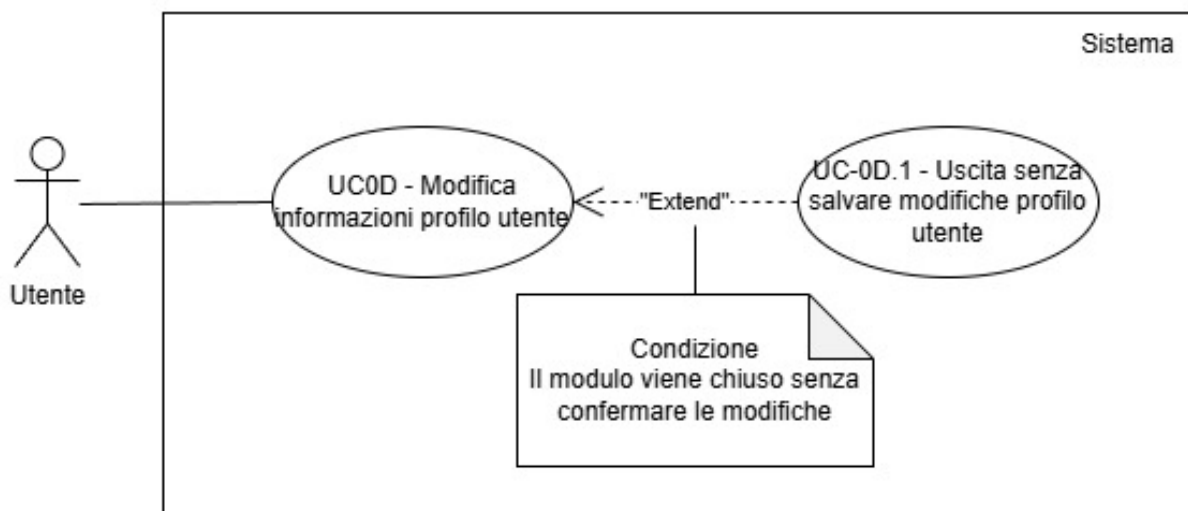 Sistema
UC0D - Modifica
informazioni profilo utente
"Extend"
UC-0D.1 - Uscita senza
salvare modifiche profilo
utente
Utente
Condizione
Il modulo viene chiuso senza
confermare le modifiche